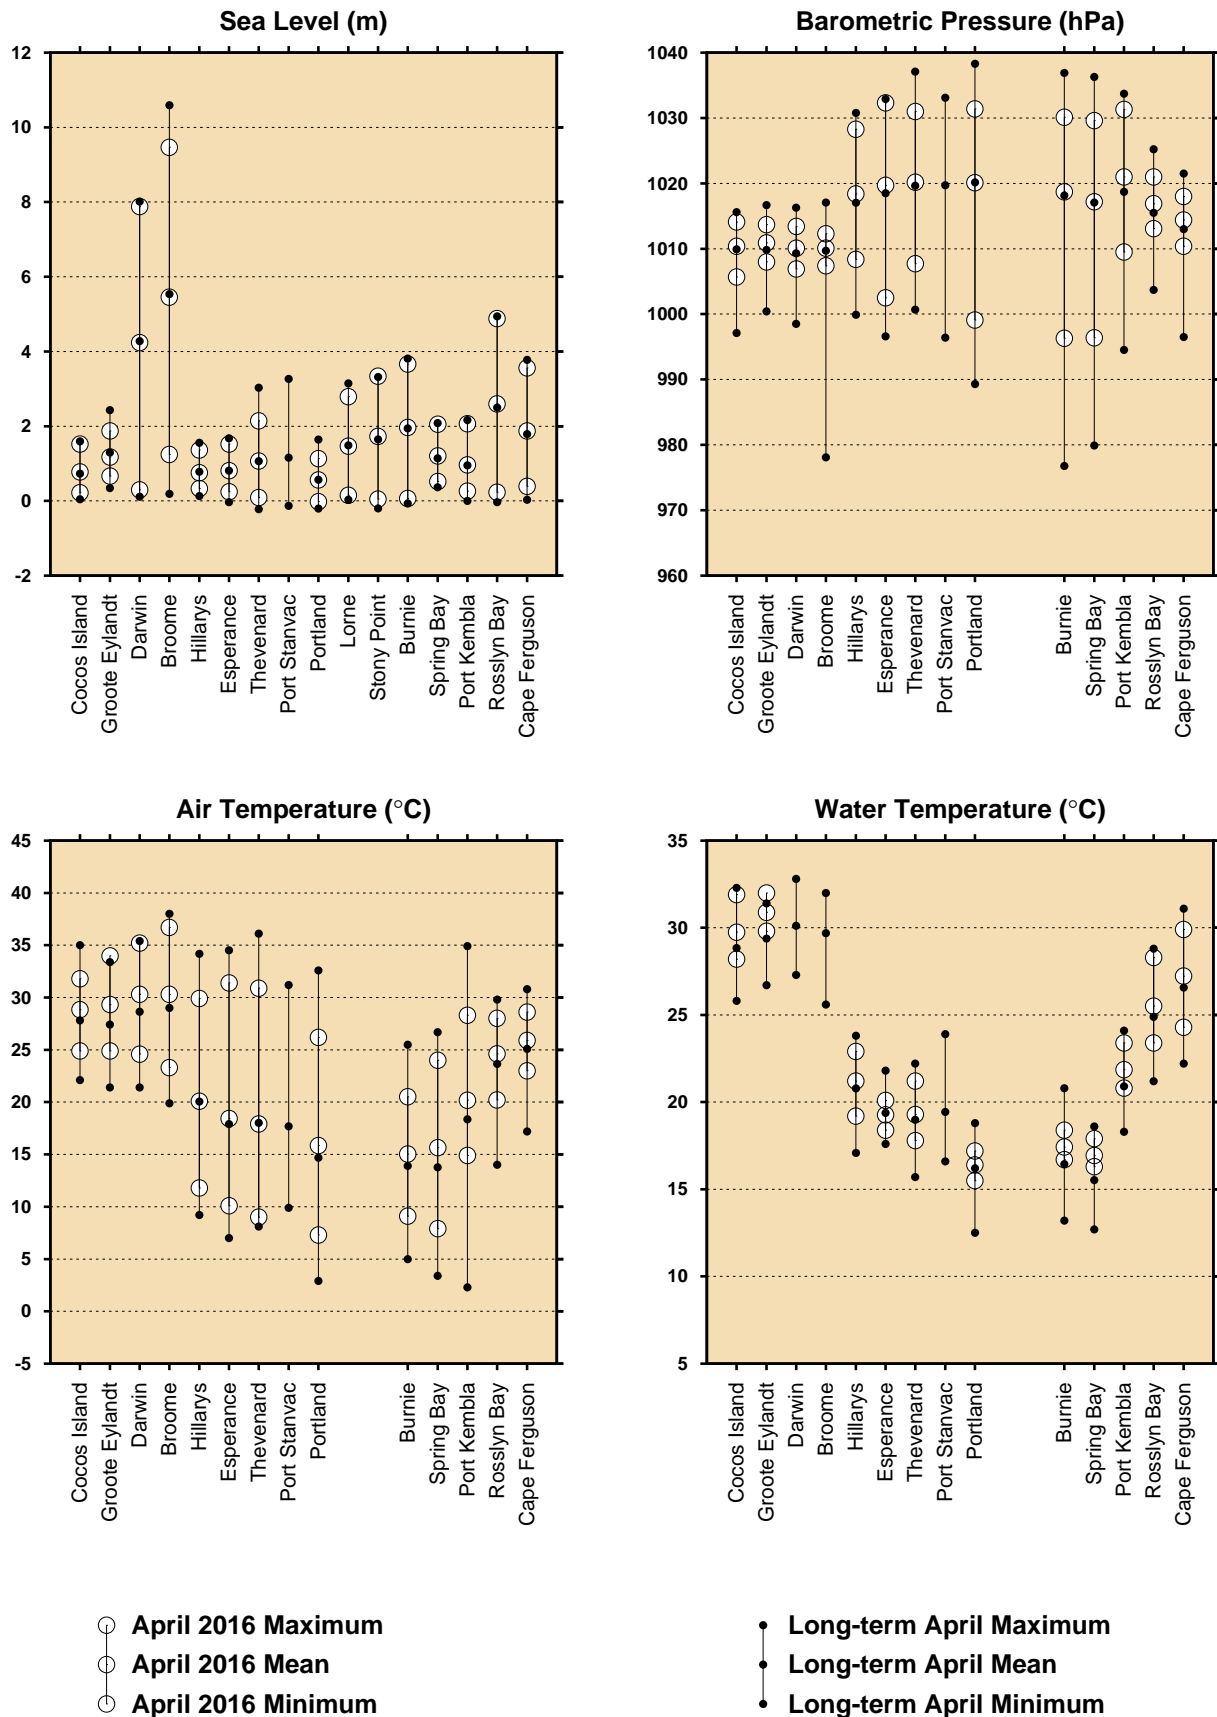 Sea Level (m)
12
10
8
6
4
2
0
-2
Cocos Island
Groote Eylandt
Darwin
Broome
Hillarys
Esperance
Thevenard
Port Stanvac
Portland
Lorne
Stony Point
Burnie
Spring Bay
Port Kembla
Rosslyn Bay
Cape Ferguson
Barometric Pressure (hPa)
1040
1030
1020
1010
1000
990
980
970
960
Cocos Island
Groote Eylandt
Darwin
Broome
Hillarys
Esperance
Thevenard
Port Stanvac
Portland
Burnie
Spring Bay
Port Kembla
Rosslyn Bay
Cape Ferguson
Air Temperature (°C)
45
40
35
30
25
20
15
10
5
0
-5
Cocos Island
Groote Eylandt
Darwin
Broome
Hillarys
Esperance
Thevenard
Port Stanvac
Portland
Burnie
Spring Bay
Port Kembla
Rosslyn Bay
Cape Ferguson
Water Temperature (°C)
35
30
25
20
15
10
5
Cocos Island
Groote Eylandt
Darwin
Broome
Hillarys
Esperance
Thevenard
Port Stanvac
Portland
Burnie
Spring Bay
Port Kembla
Rosslyn Bay
Cape Ferguson
April 2016 Maximum
April 2016 Mean
April 2016 Minimum
Long-term April Maximum
Long-term April Mean
Long-term April Minimum